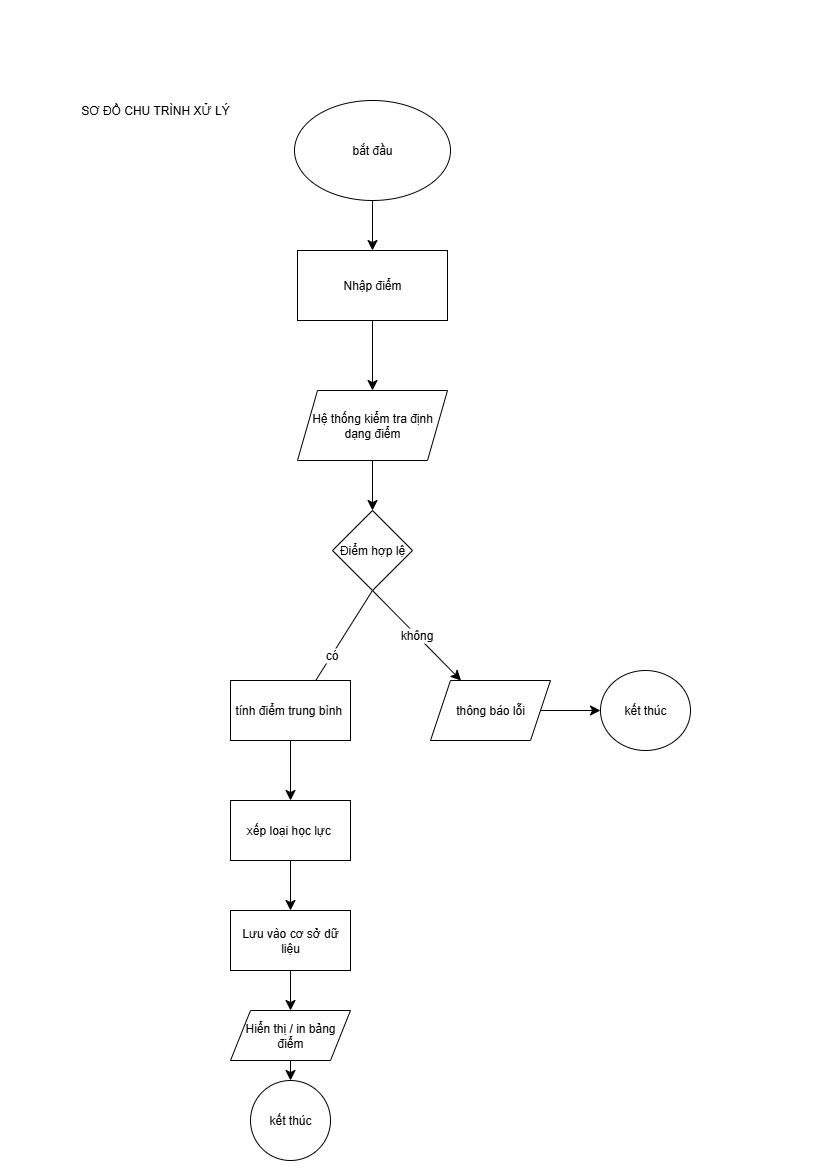 SƠ ĐỒ CHU TRÌNH XỬ LÝ
bắt đầu
Nhập điểm
Hệ thống kiểm tra định
dạng điểm
Điểm hợp lệ
không
có
tính điểm trung bình
thông báo lỗi
kết thúc
xếp loại học lực
Lưu vào cơ sở dữ
liệu
Hiển thị / in bảng
điểm
kết thúc